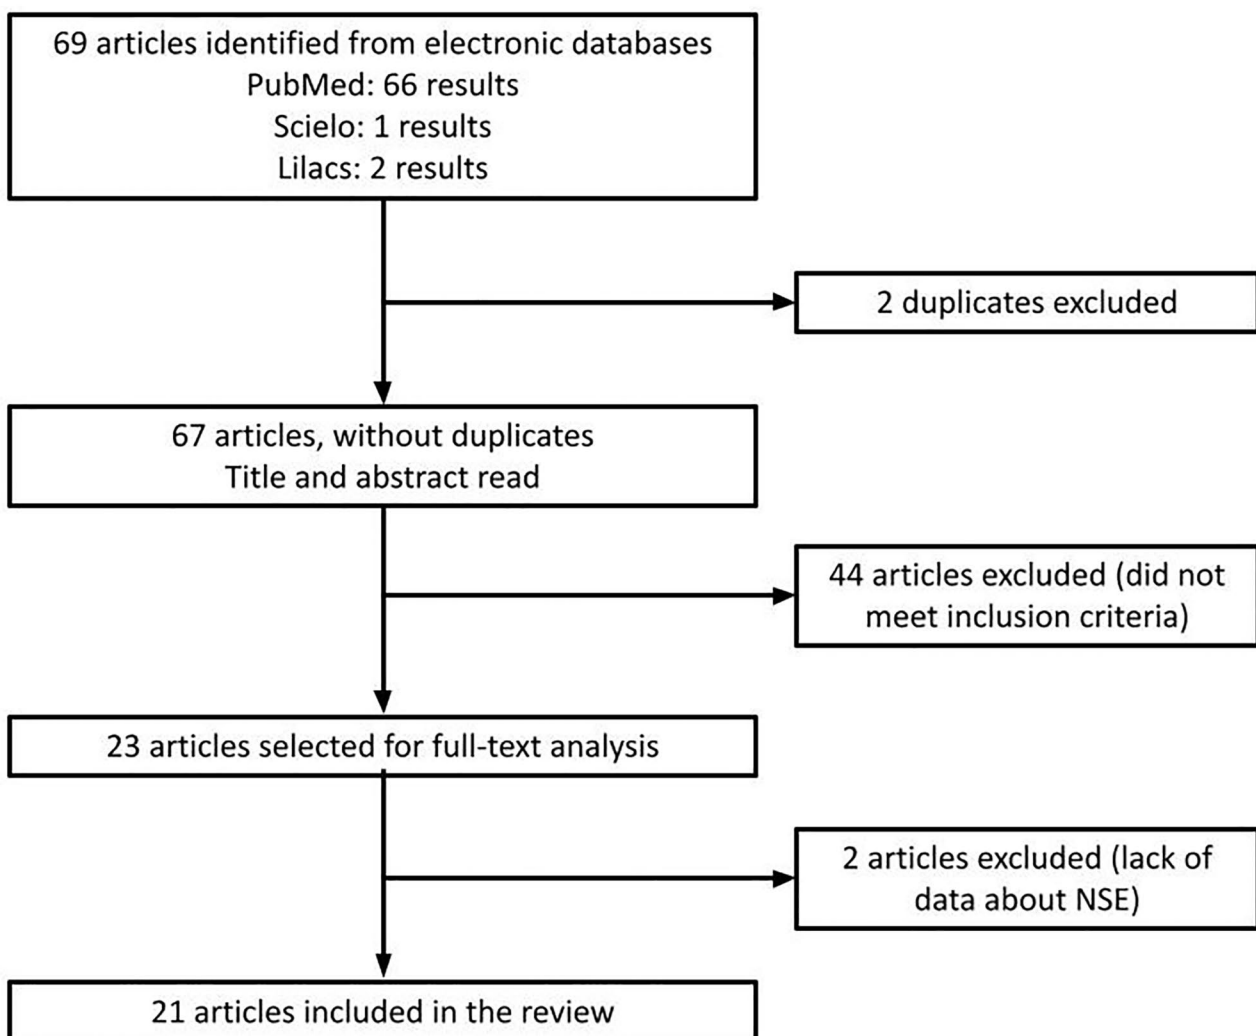 69 articles identified from electronic databases
PubMed: 66 results
Scielo: 1 results
Lilacs: 2 results
2 duplicates excluded
67 articles, without duplicates
Title and abstract read
44 articles excluded (did not
meet inclusion criteria)
23 articles selected for full-text analysis
2 articles excluded (lack of
data about NSE)
21 articles included in the review